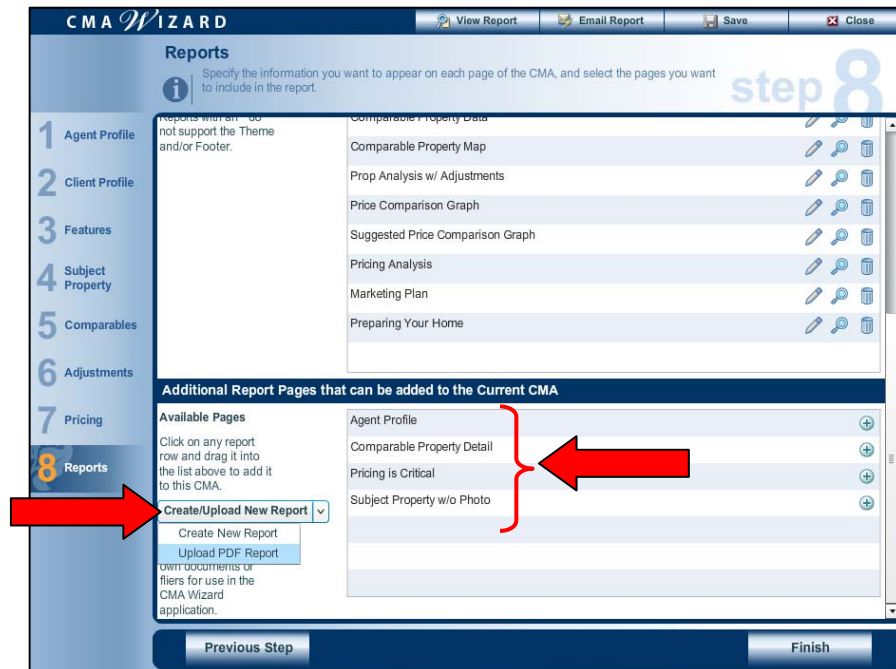 CMA WIZARD
View Report
Email Report
Save
Close
Reports
Specify the information you want to appear on each page of the CMA, and select the pages you want
to include in the report.
step 8
1 Agent Profile
2 Client Profile
3 Features
4 Subject
Property
5 Comparables
6 Adjustments
7 Pricing
8 Reports
Reports with an * do
not support the Theme
and/or Footer.
Comparable Property Data
Comparable Property Map
Prop Analysis w/ Adjustments
Price Comparison Graph
Suggested Price Comparison Graph
Pricing Analysis
Marketing Plan
Preparing Your Home
Additional Report Pages that can be added to the Current CMA
Available Pages
Click on any report
row and drag it into
the list above to add it
to this CMA.
Create/Upload New Report
Create New Report
Upload PDF Report
own documents or
fliers for use in the
CMA Wizard
application.
Agent Profile
Comparable Property Detail
Pricing is Critical
Subject Property w/o Photo
Previous Step
Finish